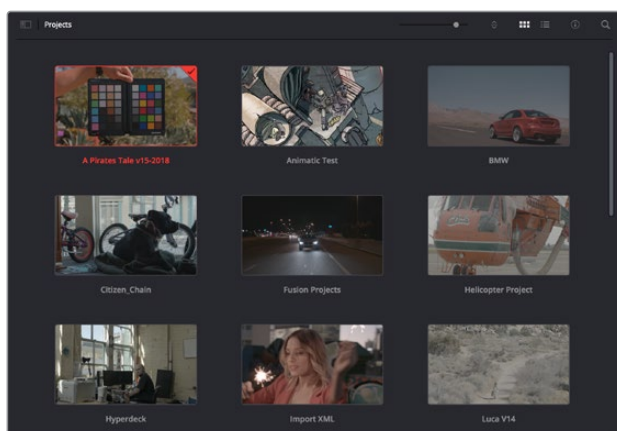 Projects
A Pirates Tale v15-2018
Animatic Test
BMW
Citizen_Chain
Fusion Projects
Helicopter Project
Hyperdeck
Import XML
Luca V14